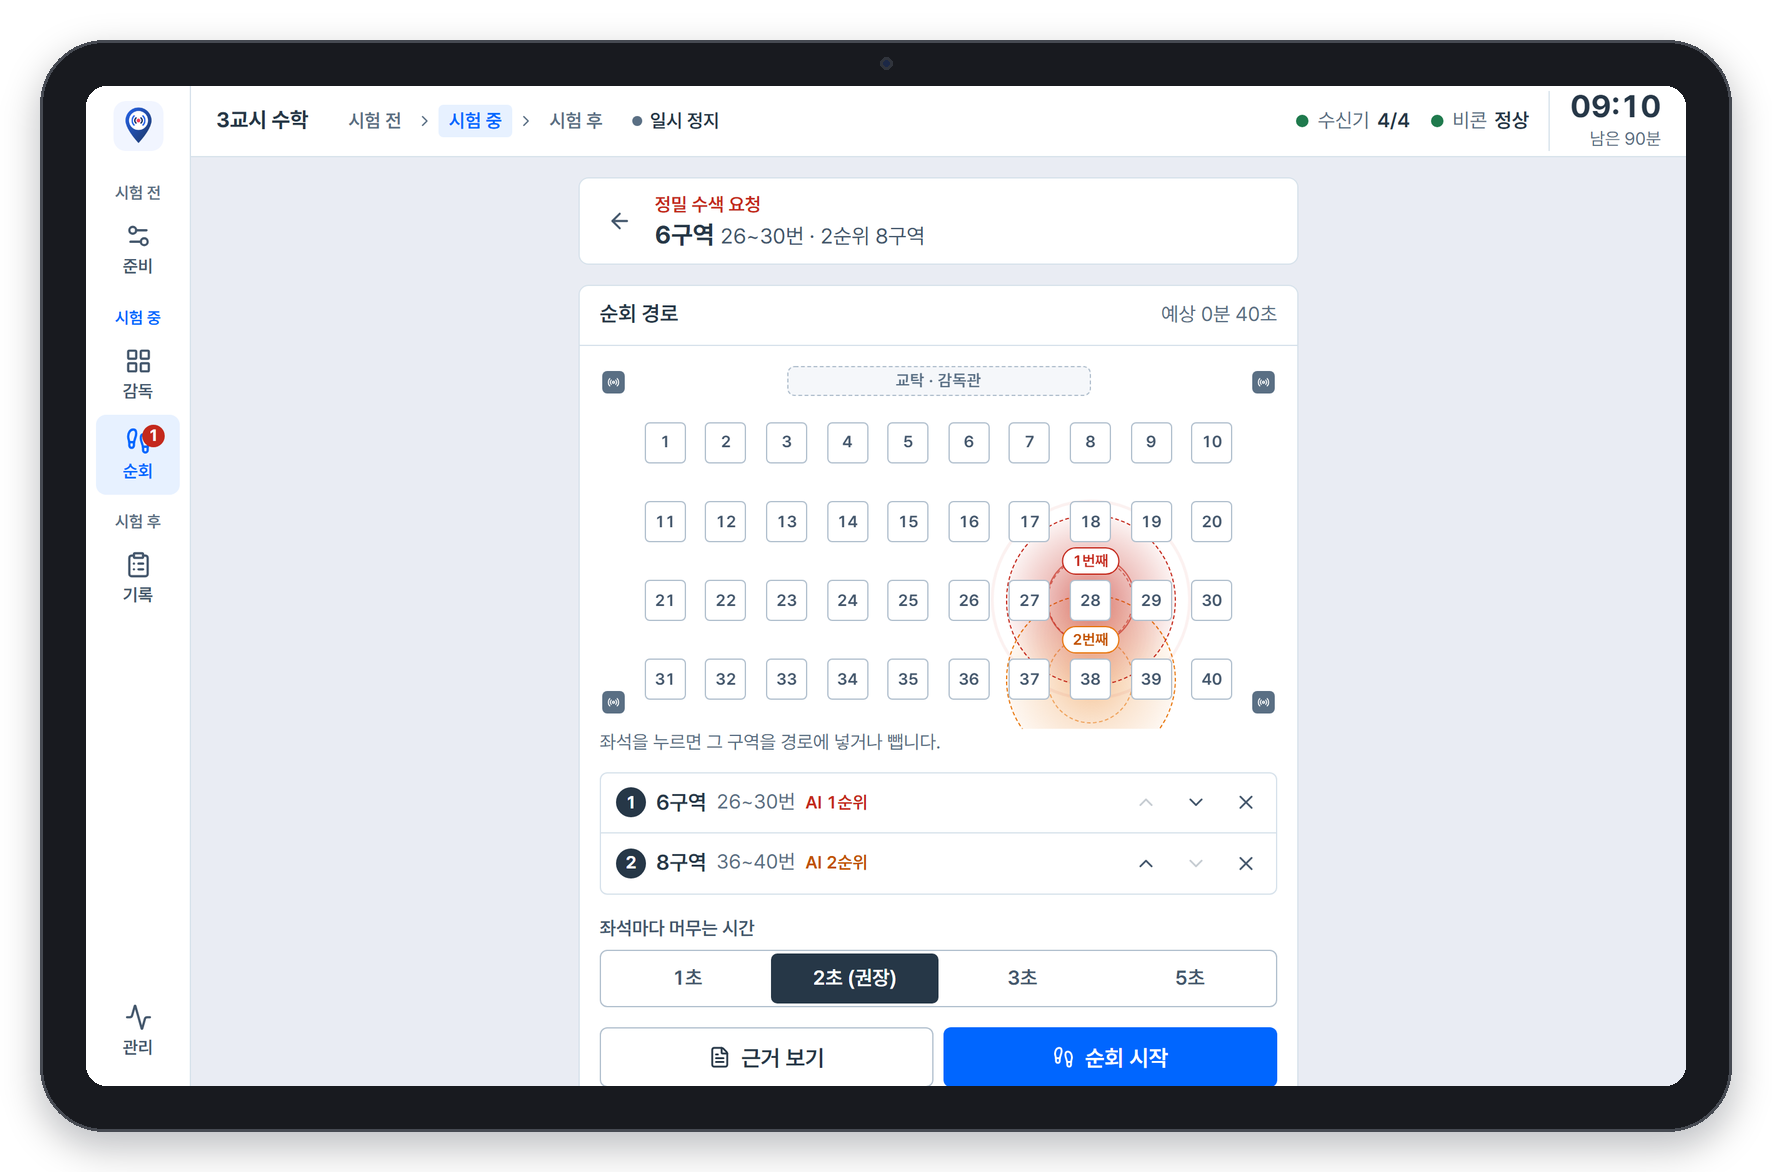 3교시 수학
시험 전
시험 중
시험 후
일시 정지
수신기 4/4
비콘 정상
09:10
남은 90분
시험 전
준비
시험 중
감독
1
순회
시험 후
기록
관리
정밀 수색 요청
6구역 26~30번 · 2순위 8구역
순회 경로
예상 0분 40초
교탁 · 감독관
1 2 3 4 5 6 7 8 9 10
11 12 13 14 15 16 17 18 19 20
1번째
21 22 23 24 25 26 27 28 29 30
2번째
31 32 33 34 35 36 37 38 39 40
좌석을 누르면 그 구역을 경로에 넣거나 뺍니다.
1 6구역 26~30번 AI 1순위
2 8구역 36~40번 AI 2순위
좌석마다 머무는 시간
1초 2초 (권장) 3초 5초
근거 보기
순회 시작